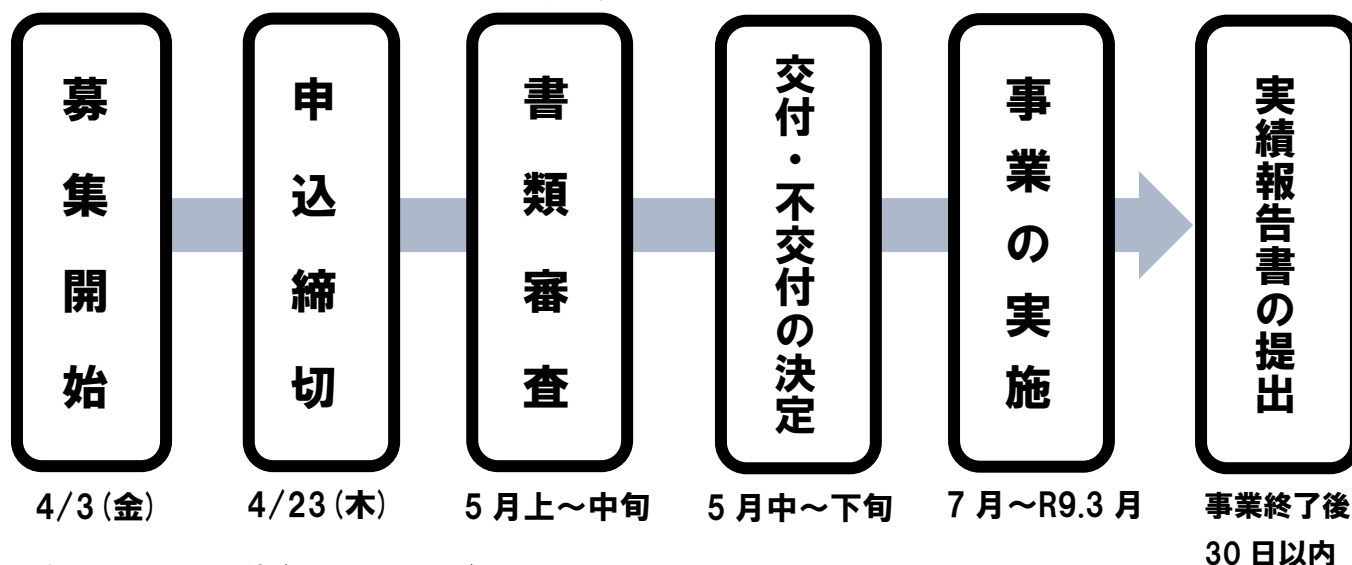 募集開始
申込締切
書類審査
交付・不交付の決定
事業の実施
実績報告書の提出
4/3(金)
4/23(木)
5月上~中旬
5月中~下旬
7月~R9.3月
事業終了後
30日以内